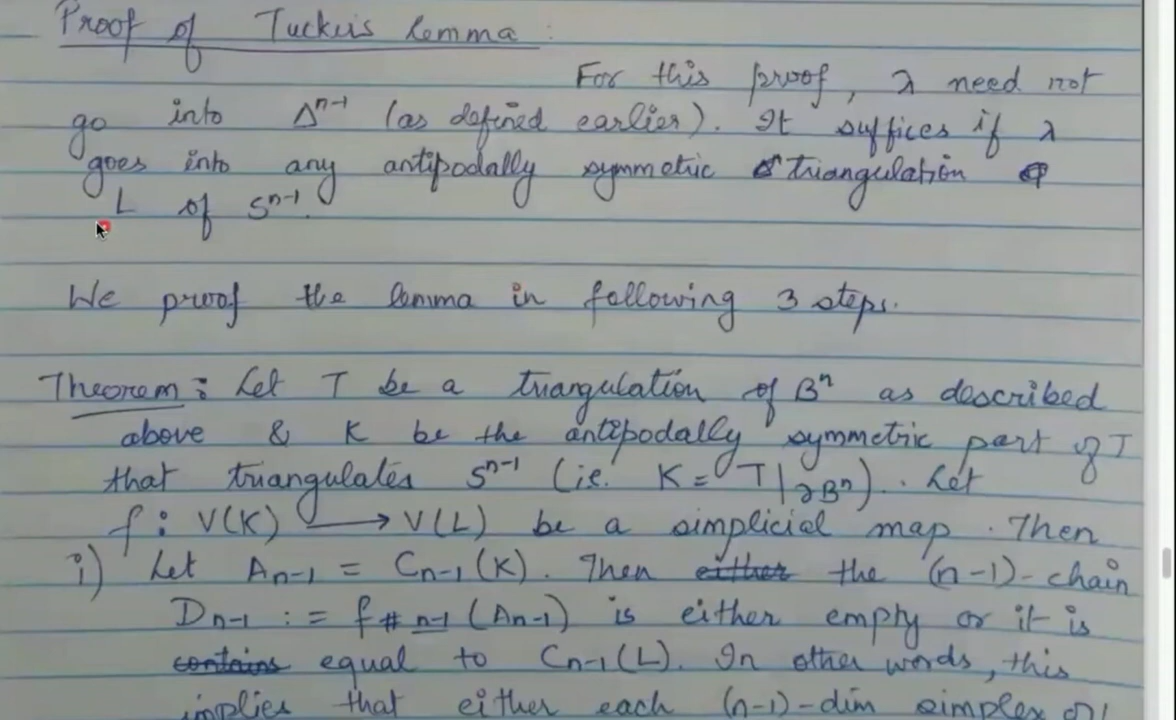 Proof of Tucker's lemma :
For this proof, λ need not
go into Δⁿ⁻¹ (as defined earlier). It suffices if λ
goes into any antipodally symmetric triangulation
L of Sⁿ⁻¹.
We proof the lemma in following 3 steps.
Theorem : Let T be a triangulation of Bⁿ as described
above & K be the antipodally symmetric part of T
that triangulates Sⁿ⁻¹ (i.e. K = T|∂Bⁿ). Let
f : V(K) ⟶ V(L) be a simplicial map. Then
i) Let Aₙ₋₁ = Cₙ₋₁(K). Then either the (n-1)-chain
Dₙ₋₁ := f#ₙ₋₁(Aₙ₋₁) is either empty or it is
contains equal to Cₙ₋₁(L). In other words, this
implies that either each (n-1)-dim simplex of